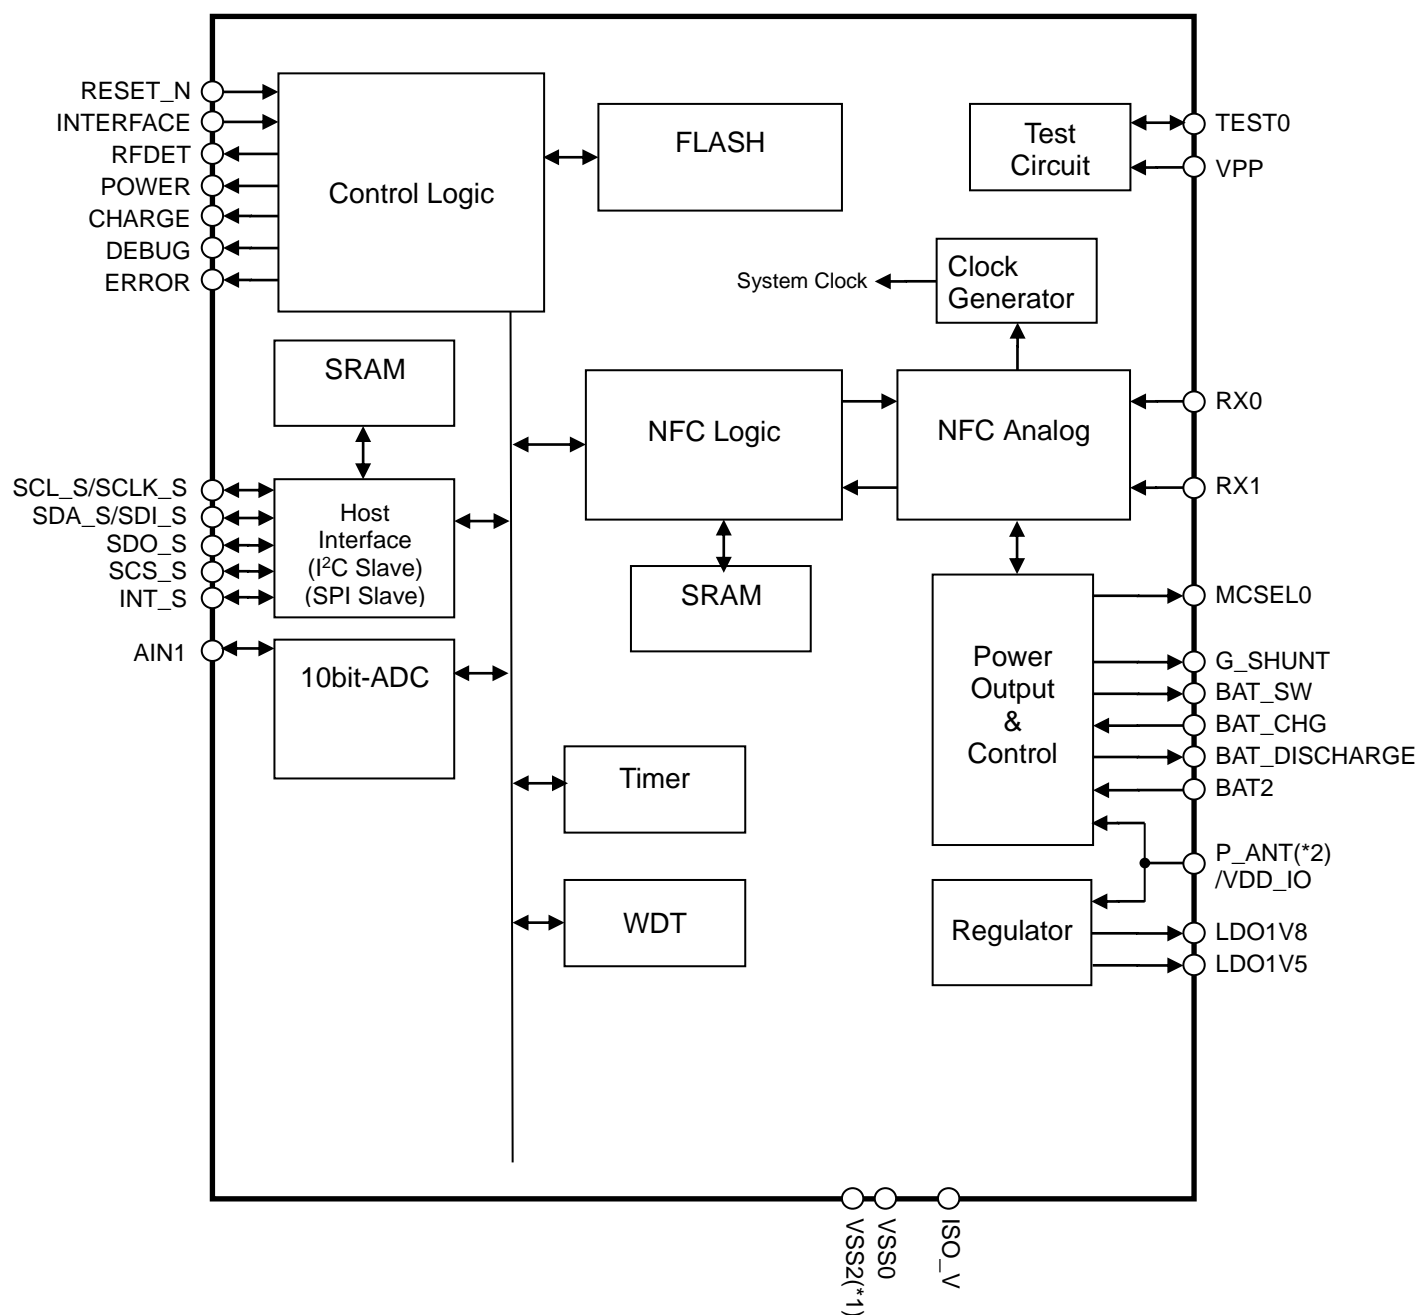 RESET_N
INTERFACE
RFDET
POWER
CHARGE
DEBUG
ERROR
Control Logic
FLASH
Test
Circuit
TEST0
VPP
System Clock
Clock
Generator
SRAM
NFC Logic
NFC Analog
RX0
RX1
SCL_S/SCLK_S
SDA_S/SDI_S
SDO_S
SCS_S
INT_S
Host
Interface
(I²C Slave)
(SPI Slave)
SRAM
AIN1
10bit-ADC
Power
Output
&
Control
MCSEL0
G_SHUNT
BAT_SW
BAT_CHG
BAT_DISCHARGE
BAT2
Timer
P_ANT(*2)
/VDD_IO
WDT
Regulator
LDO1V8
LDO1V5
VSS2(*1)
VSS0
ISO_V